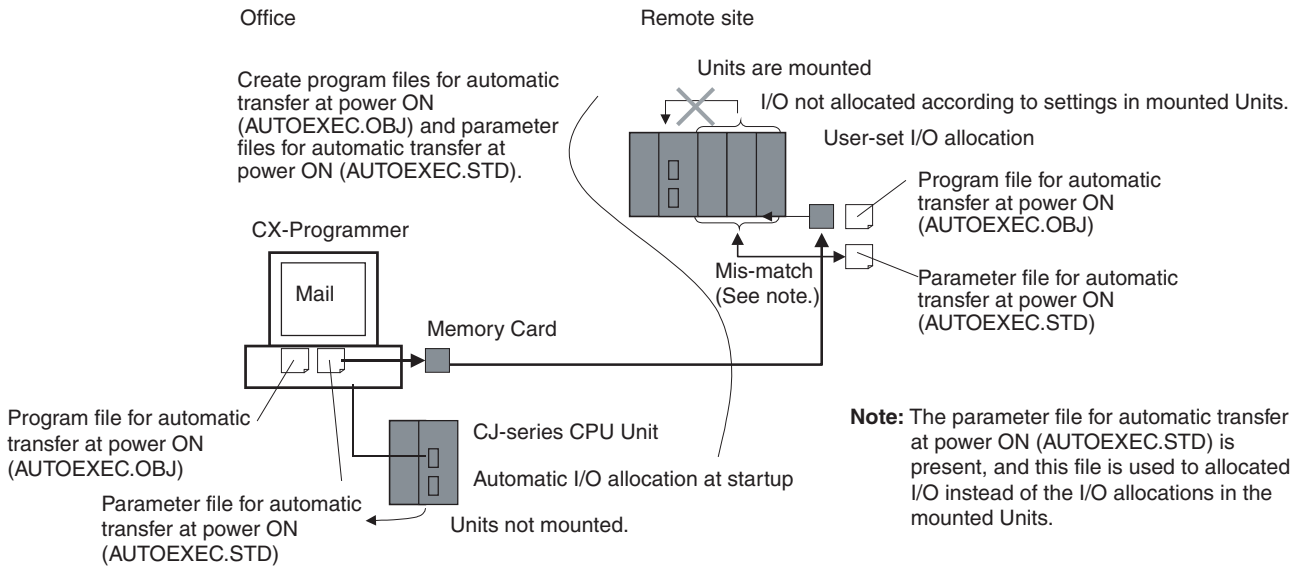 Office
Remote site
Create program files for automatic
transfer at power ON
(AUTOEXEC.OBJ) and parameter
files for automatic transfer at
power ON (AUTOEXEC.STD).
Units are mounted
I/O not allocated according to settings in mounted Units.
User-set I/O allocation
Program file for automatic
transfer at power ON
(AUTOEXEC.OBJ)
CX-Programmer
Mail
Mis-match
(See note.)
Parameter file for automatic
transfer at power ON
(AUTOEXEC.STD)
Memory Card
Program file for automatic
transfer at power ON
(AUTOEXEC.OBJ)
CJ-series CPU Unit
Automatic I/O allocation at startup
Parameter file for automatic
transfer at power ON
(AUTOEXEC.STD)
Units not mounted.
Note: The parameter file for automatic transfer
at power ON (AUTOEXEC.STD) is
present, and this file is used to allocated
I/O instead of the I/O allocations in the
mounted Units.